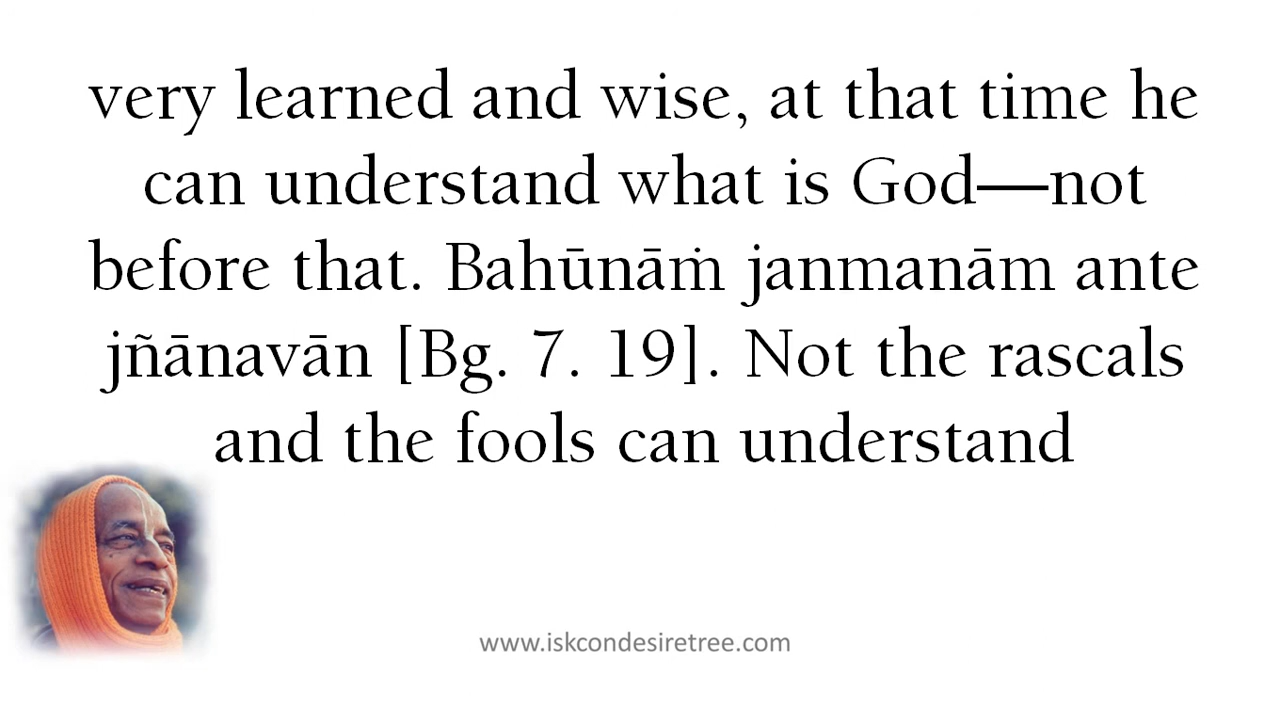 very learned and wise, at that time he
can understand what is God—not
before that. Bahūnāṁ janmanām ante
jñānavān [Bg. 7. 19]. Not the rascals
and the fools can understand
www.iskcondesiretree.com